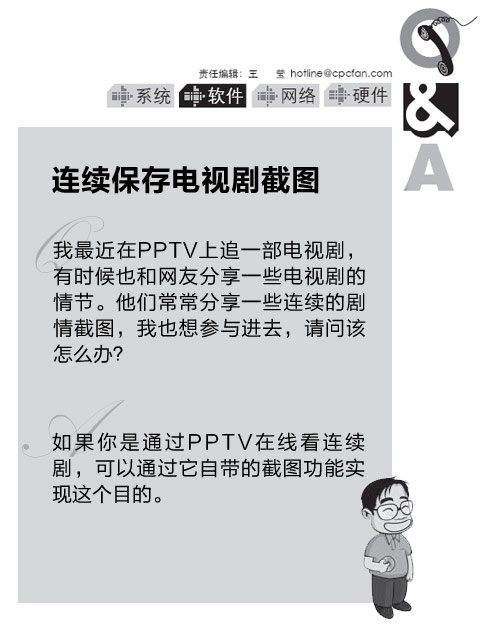 责任编辑：王　莹 hotline@cpcfan.com
Q
&
A
系统 软件 网络 硬件
连续保存电视剧截图
Q
我最近在PPTV上追一部电视剧，
有时候也和网友分享一些电视剧的
情节。他们常常分享一些连续的剧
情截图，我也想参与进去，请问该
怎么办?
A
如果你是通过PPTV在线看连续
剧，可以通过它自带的截图功能实
现这个目的。